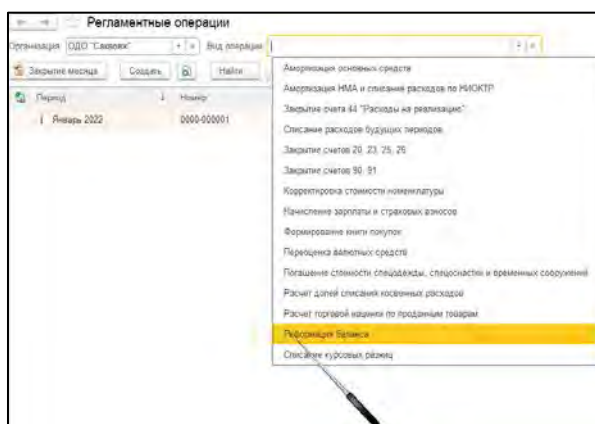 Регламентные операции
Организация ОДО "Савояж" Вид операции
Закрытие месяца Создать Найти
Период Номер
Январь 2022 0000-000001
Амортизация основных средств
Амортизация НМА и списание расходов по НИОКТР
Закрытие счета 44 "Расходы на реализацию"
Списание расходов будущих периодов
Закрытие счетов 20, 23, 25, 26
Закрытие счетов 90, 91
Корректировка стоимости номенклатуры
Начисление зарплаты и страховых взносов
Формирование книги покупок
Переоценка валютных средств
Погашение стоимости спецодежды, спецоснастки и временных сооружений
Расчет долей списания косвенных расходов
Расчет торговой наценки по проданным товарам
Реформация баланса
Списание курсовых разниц